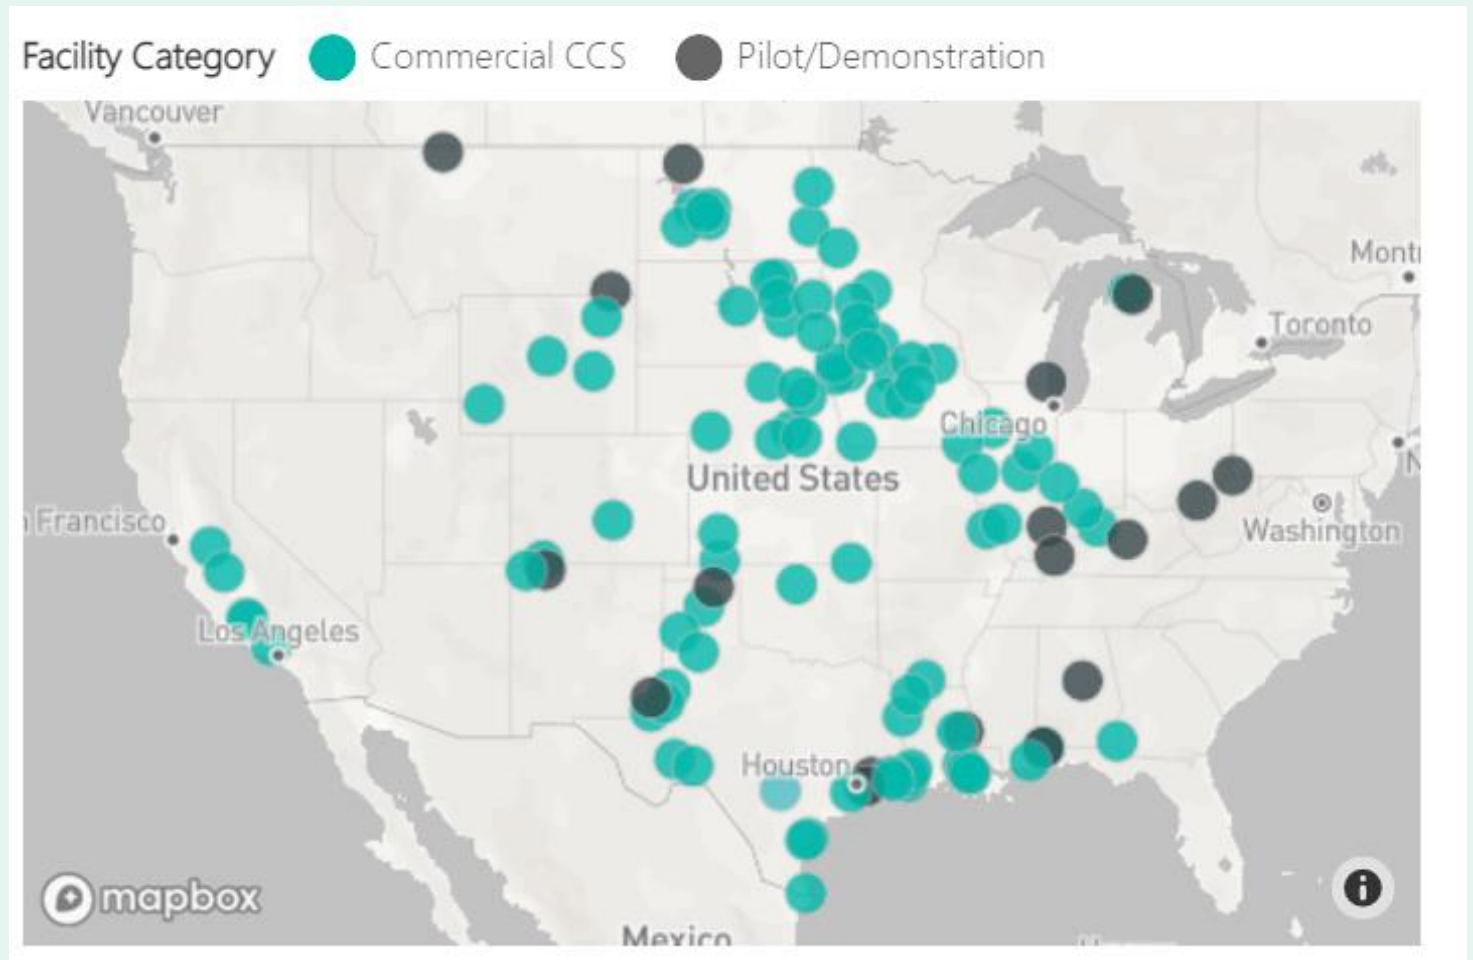 Facility Category Commercial CCS Pilot/Demonstration
Vancouver
Montr
Toronto
Chicago
United States
N
n Francisco
Washington
Los Angeles
Houston
mapbox
Mexico